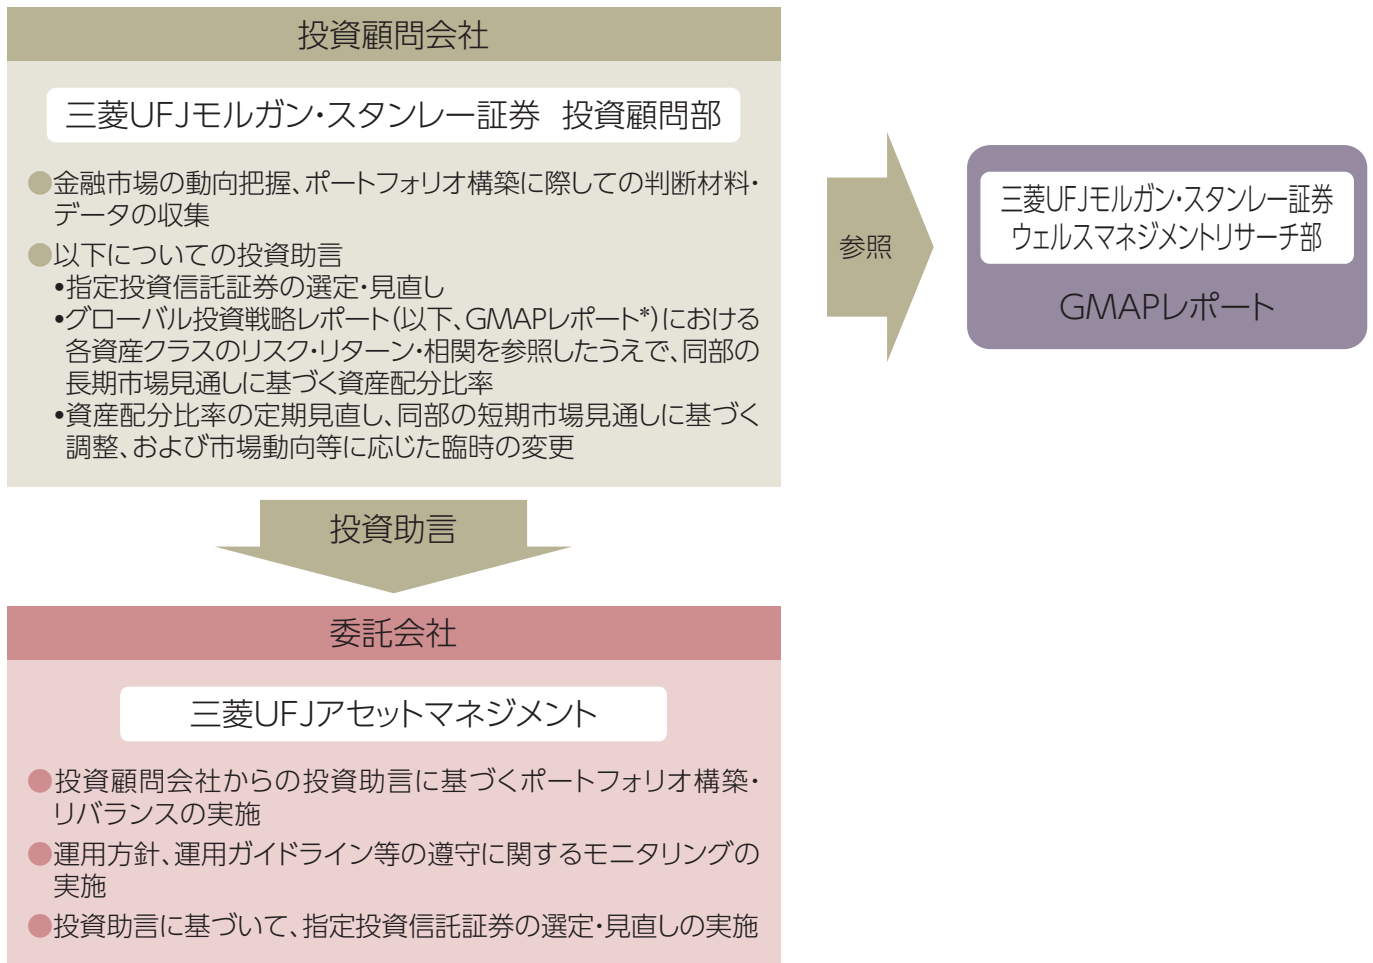 投資顧問会社
三菱UFJモルガン・スタンレー証券 投資顧問部
●金融市場の動向把握、ポートフォリオ構築に際しての判断材料・
データの収集
●以下についての投資助言
•指定投資信託証券の選定・見直し
•グローバル投資戦略レポート(以下、GMAPレポート*)における
各資産クラスのリスク・リターン・相関を参照したうえで、同部の
長期市場見通しに基づく資産配分比率
•資産配分比率の定期見直し、同部の短期市場見通しに基づく
調整、および市場動向等に応じた臨時の変更
参照
三菱UFJモルガン・スタンレー証券
ウェルスマネジメントリサーチ部
GMAPレポート
投資助言
委託会社
三菱UFJアセットマネジメント
●投資顧問会社からの投資助言に基づくポートフォリオ構築・
リバランスの実施
●運用方針、運用ガイドライン等の遵守に関するモニタリングの
実施
●投資助言に基づいて、指定投資信託証券の選定・見直しの実施